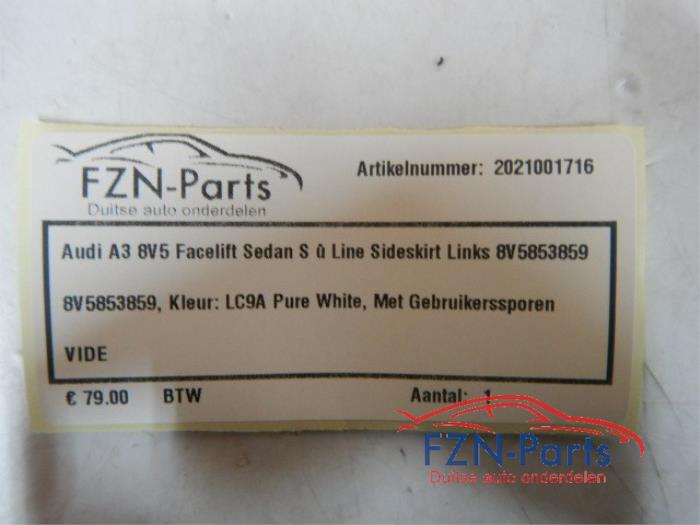 FZN-Parts
Duitse auto onderdelen
Artikelnummer: 2021001716
Audi A3 8V5 Facelift Sedan S û Line Sideskirt Links 8V5853859
8V5853859, Kleur: LC9A Pure White, Met Gebruikerssporen
VIDE
€ 79.00 BTW Aantal: 1
FZN-Parts
Duitse auto onderdelen